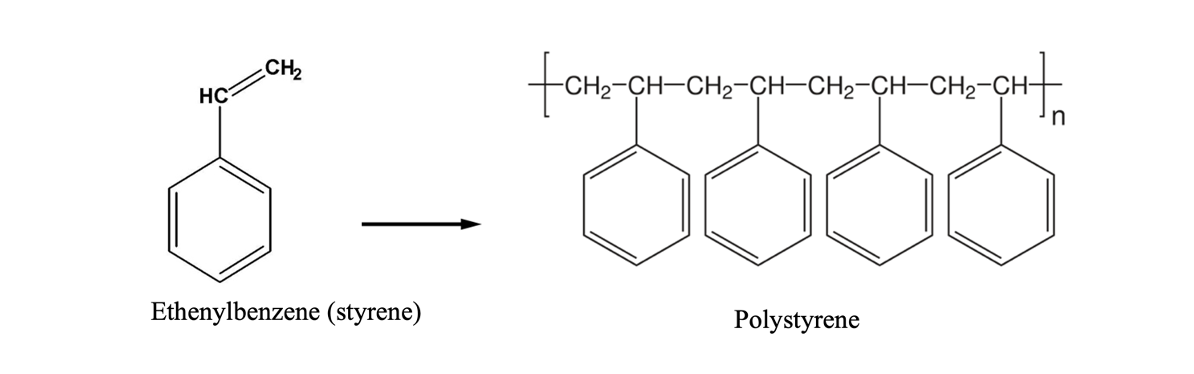 HC CH₂
CH₂-CH-CH₂-CH-CH₂-CH-CH₂-CH
n
Ethenylbenzene (styrene)
Polystyrene